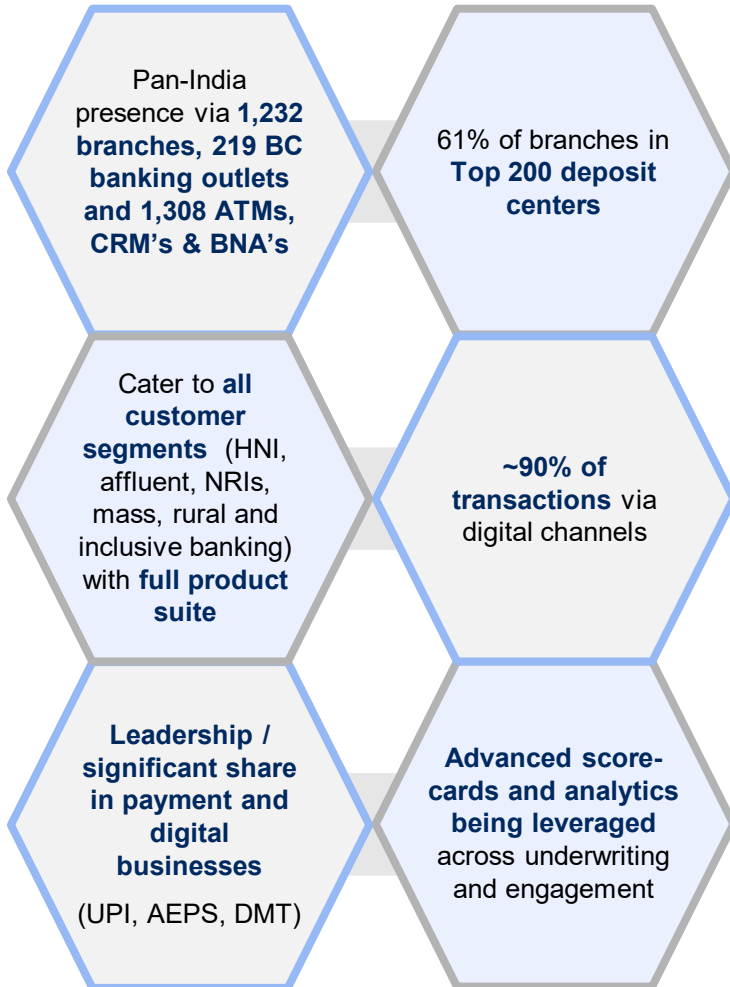 Pan-India
presence via 1,232
branches, 219 BC
banking outlets
and 1,308 ATMs,
CRM's & BNA's
61% of branches in
Top 200 deposit
centers
Cater to all
customer
segments (HNI,
affluent, NRIs,
mass, rural and
inclusive banking)
with full product
suite
~90% of
transactions via
digital channels
Leadership /
significant share
in payment and
digital
businesses
(UPI, AEPS, DMT)
Advanced score-
cards and analytics
being leveraged
across underwriting
and engagement